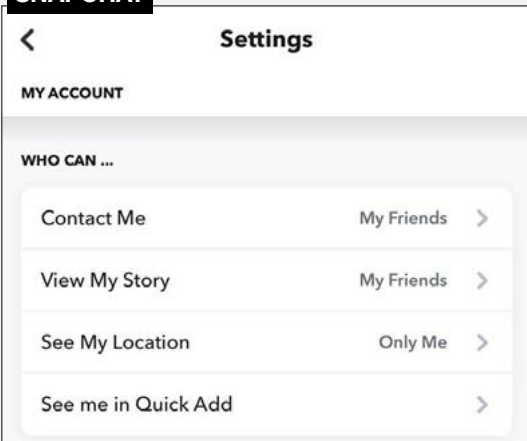 SNAPCHAT
Settings
MY ACCOUNT
WHO CAN ...
Contact Me My Friends
View My Story My Friends
See My Location Only Me
See me in Quick Add